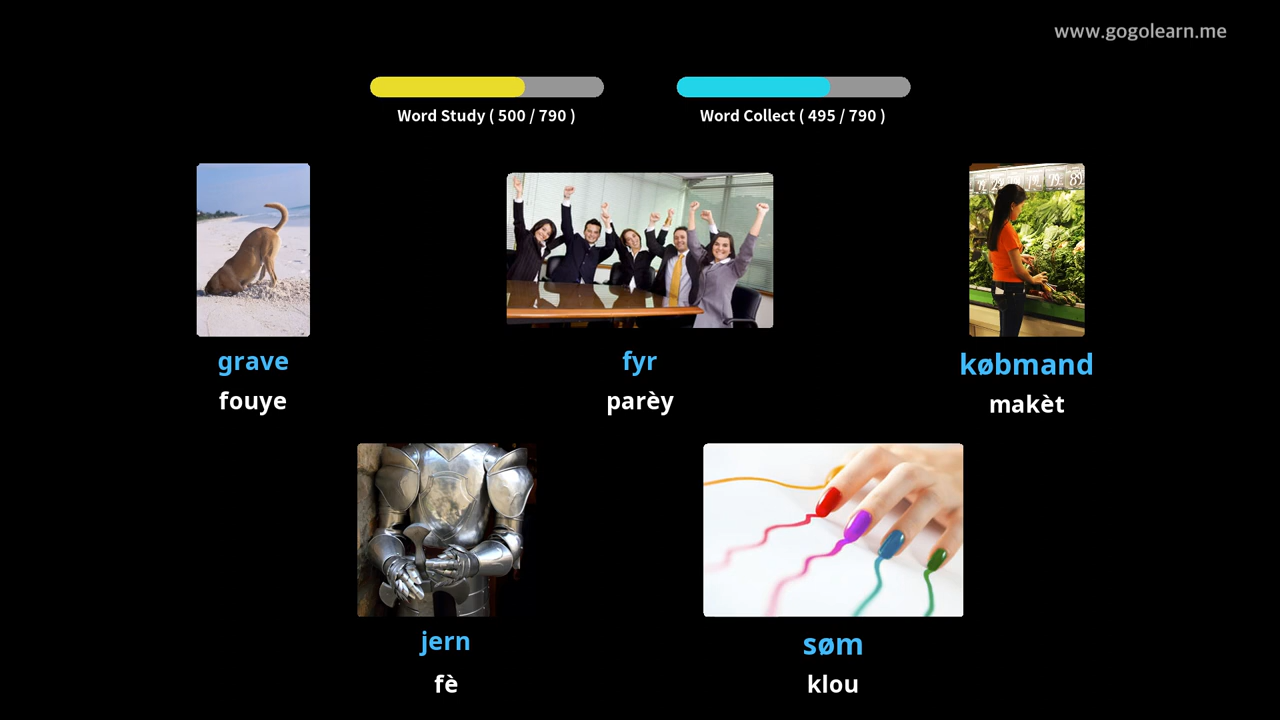 www.gogolearn.me
Word Study ( 500 / 790 )
Word Collect ( 495 / 790 )
grave
fouye
fyr
parèy
købmand
makèt
jern
fè
søm
klou